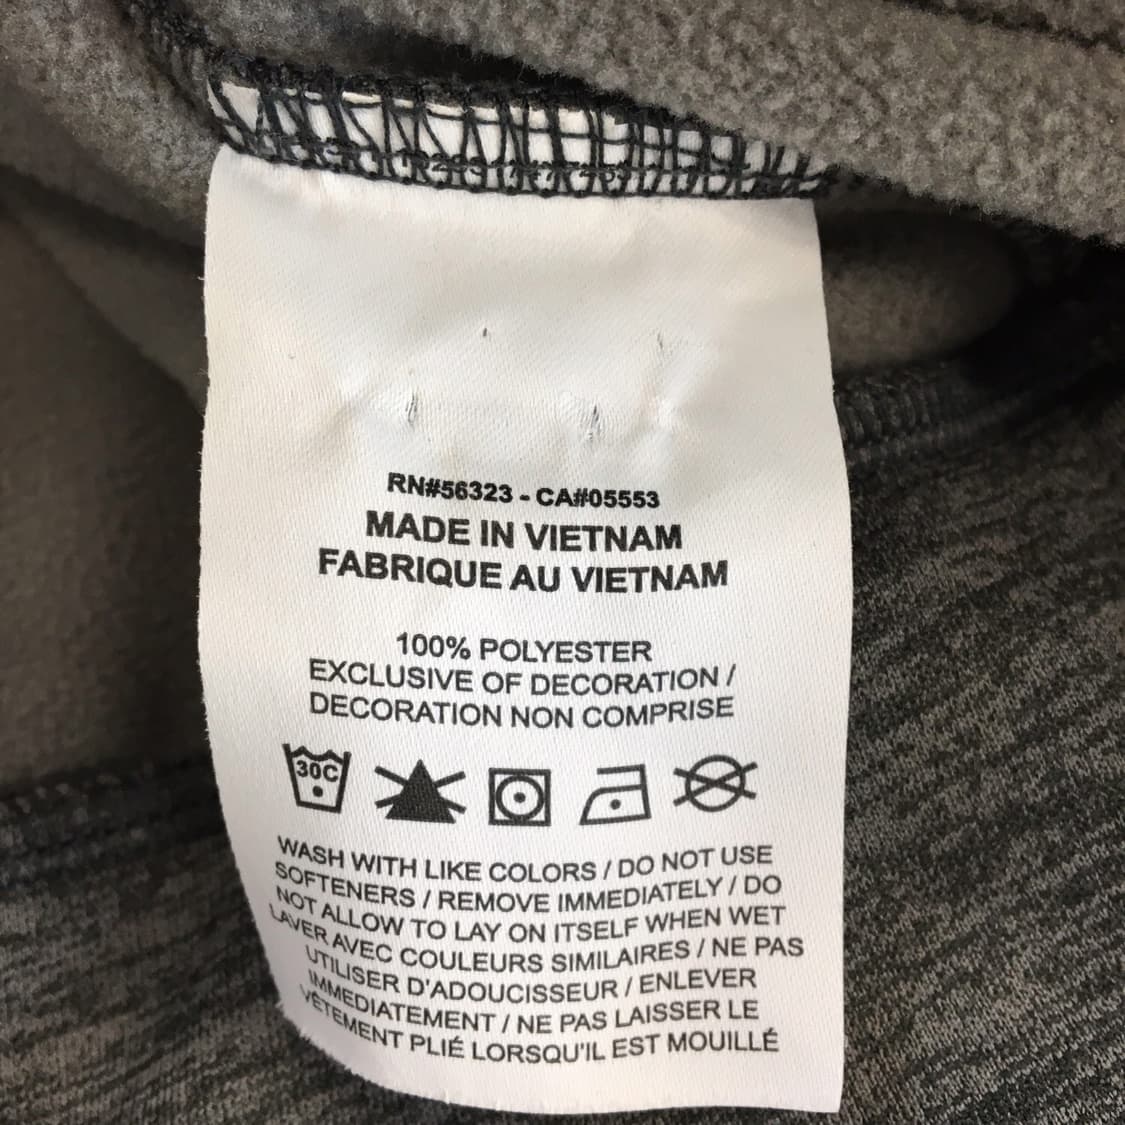 RN#56323 - CA#05553
MADE IN VIETNAM
FABRIQUE AU VIETNAM
100% POLYESTER
EXCLUSIVE OF DECORATION /
DECORATION NON COMPRISE
30C
WASH WITH LIKE COLORS / DO NOT USE
SOFTENERS / REMOVE IMMEDIATELY / DO
NOT ALLOW TO LAY ON ITSELF WHEN WET
LAVER AVEC COULEURS SIMILAIRES / NE PAS
UTILISER D'ADOUCISSEUR / ENLEVER
IMMEDIATEMENT / NE PAS LAISSER LE
VÊTEMENT PLIÉ LORSQU'IL EST MOUILLÉ